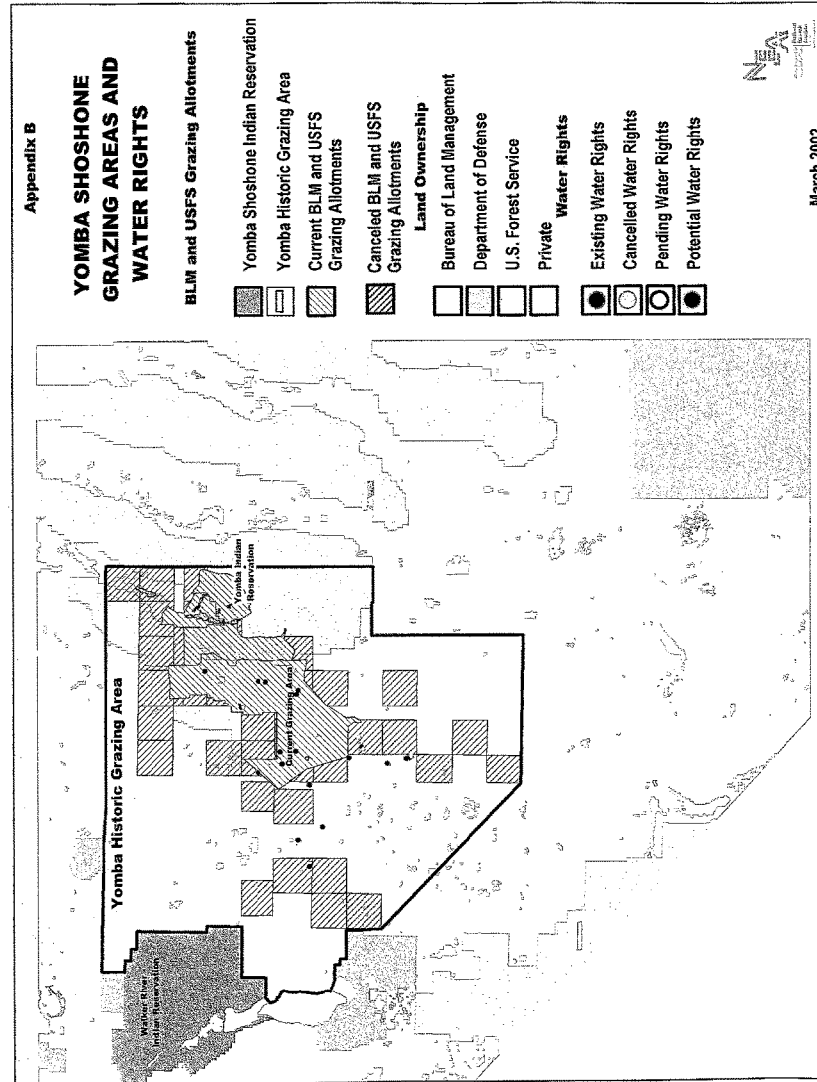 Appendix B
YOMBA SHOSHONE
GRAZING AREAS AND
WATER RIGHTS
BLM and USFS Grazing Allotments
Yomba Shoshone Indian Reservation
Yomba Historic Grazing Area
Current BLM and USFS
Grazing Allotments
Canceled BLM and USFS
Grazing Allotments
Land Ownership
Bureau of Land Management
Department of Defense
U.S. Forest Service
Private
Water Rights
Existing Water Rights
Cancelled Water Rights
Pending Water Rights
Potential Water Rights
March 2002
Yomba Historic Grazing Area
Yomba Indian
Reservation
Current Grazing Area
Walker River
Indian Reservation